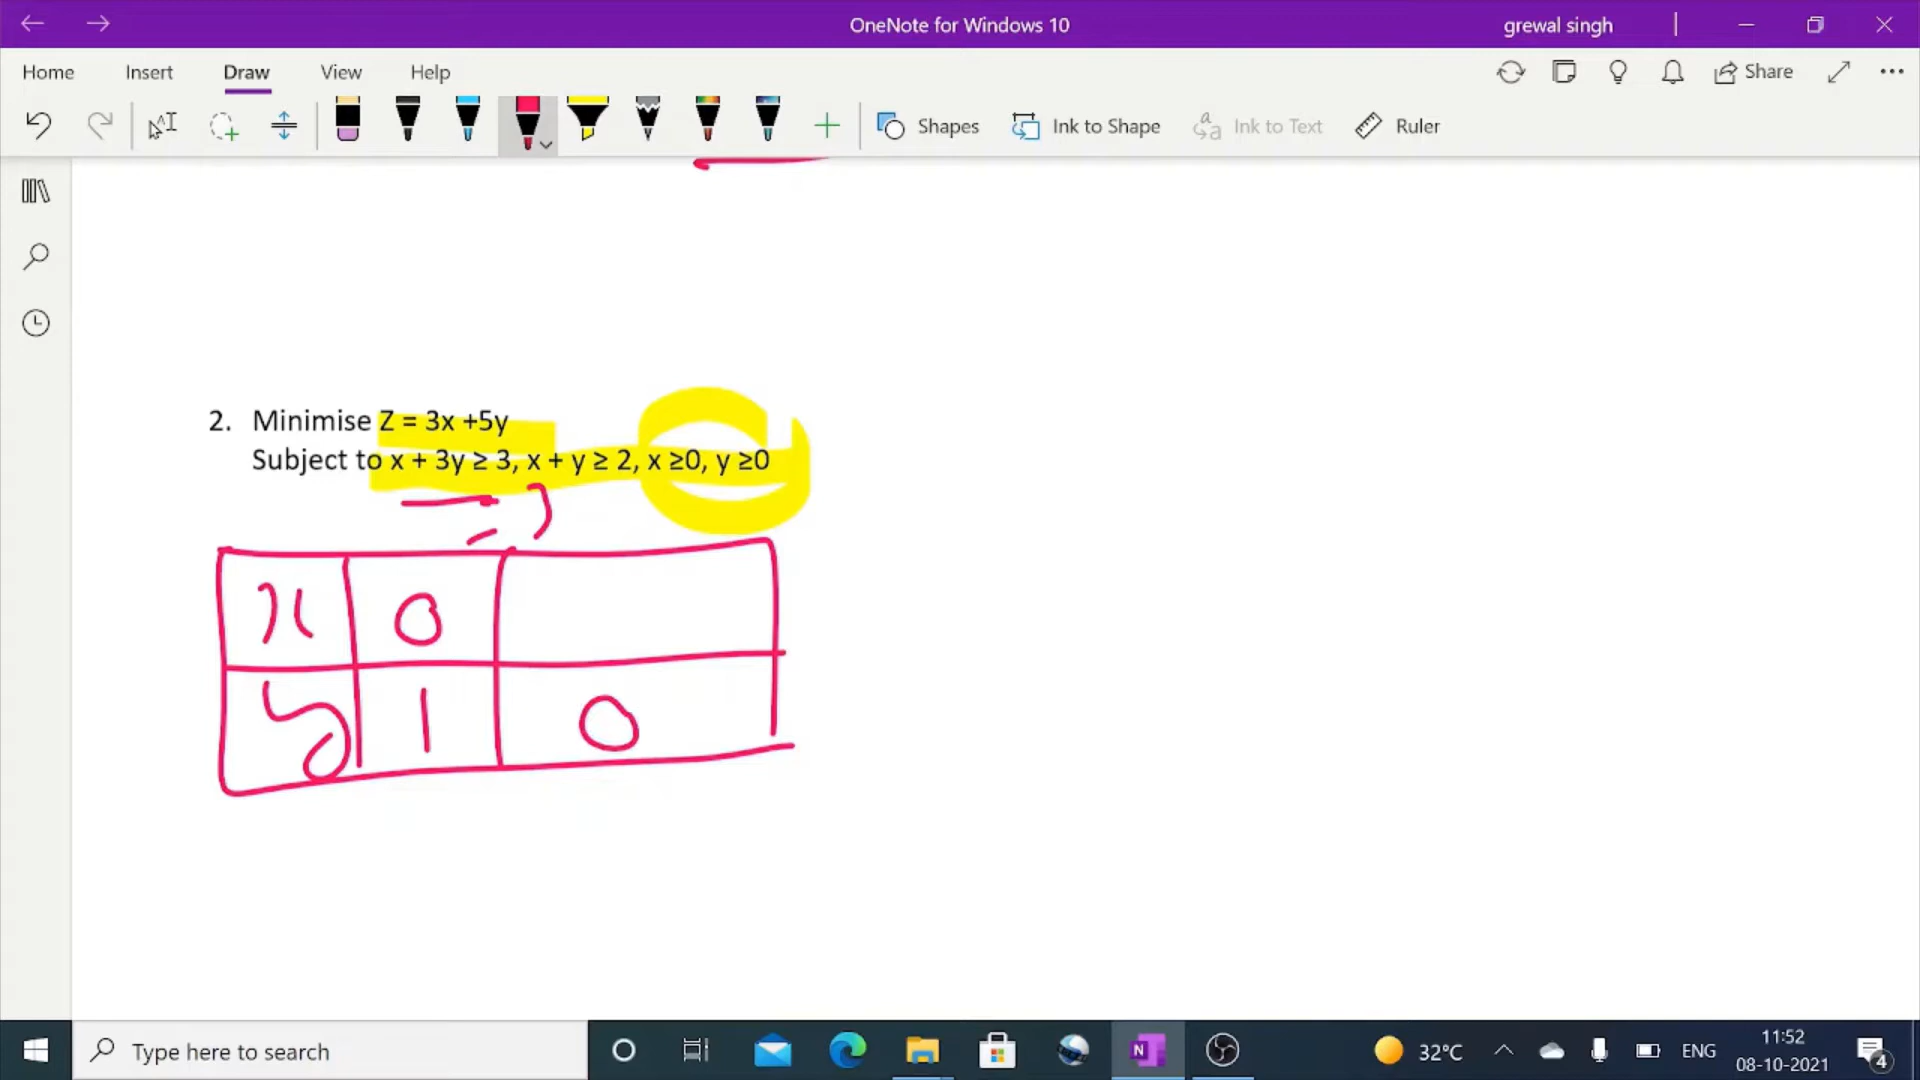 OneNote for Windows 10
grewal singh
Home Insert Draw View Help
Share
Shapes
Ink to Shape
Ink to Text
Ruler
2. Minimise Z = 3x +5y
Subject to x + 3y ≥ 3, x + y ≥ 2, x ≥0, y ≥0
= 3
x 0
y 1 0
Type here to search
32°C
ENG
11:52
08-10-2021
4